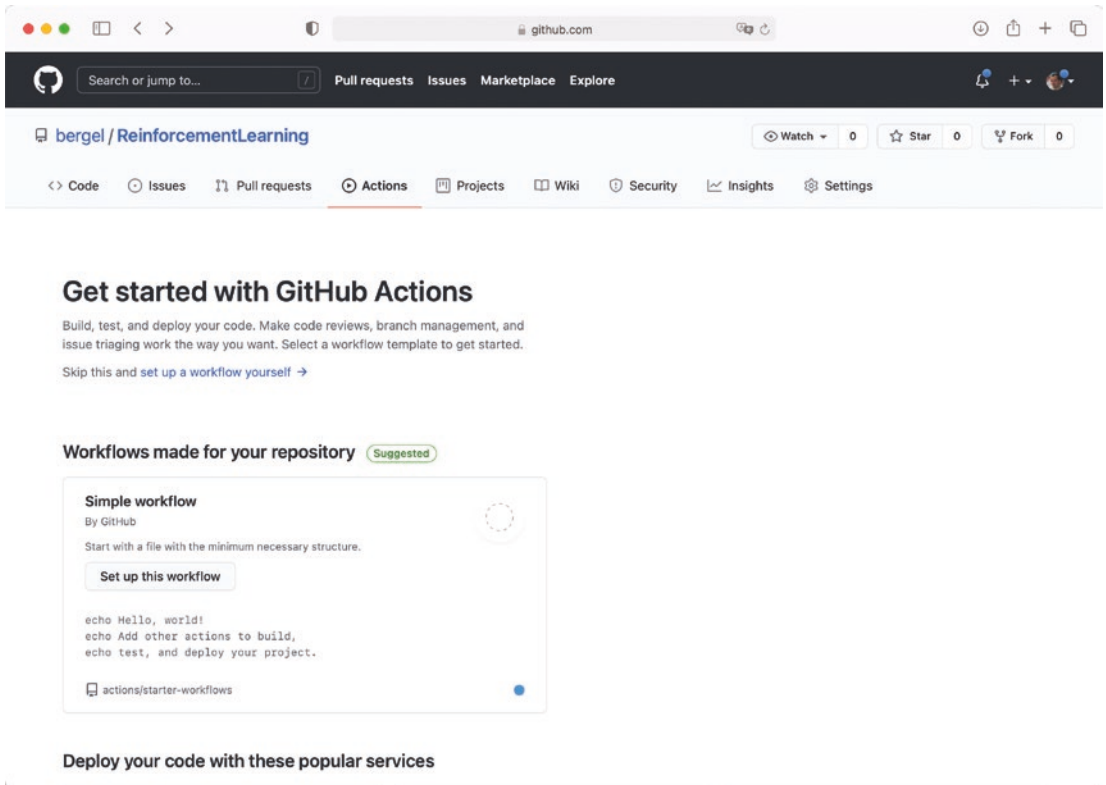 github.com
Search or jump to... /
Pull requests Issues Marketplace Explore
bergel / ReinforcementLearning
Watch 0 Star 0 Fork 0
<> Code Issues Pull requests Actions Projects Wiki Security Insights Settings
Get started with GitHub Actions
Build, test, and deploy your code. Make code reviews, branch management, and
issue triaging work the way you want. Select a workflow template to get started.
Skip this and set up a workflow yourself →
Workflows made for your repository Suggested
Simple workflow
By GitHub
Start with a file with the minimum necessary structure.
Set up this workflow
echo Hello, world!
echo Add other actions to build,
echo test, and deploy your project.
actions/starter-workflows
Deploy your code with these popular services